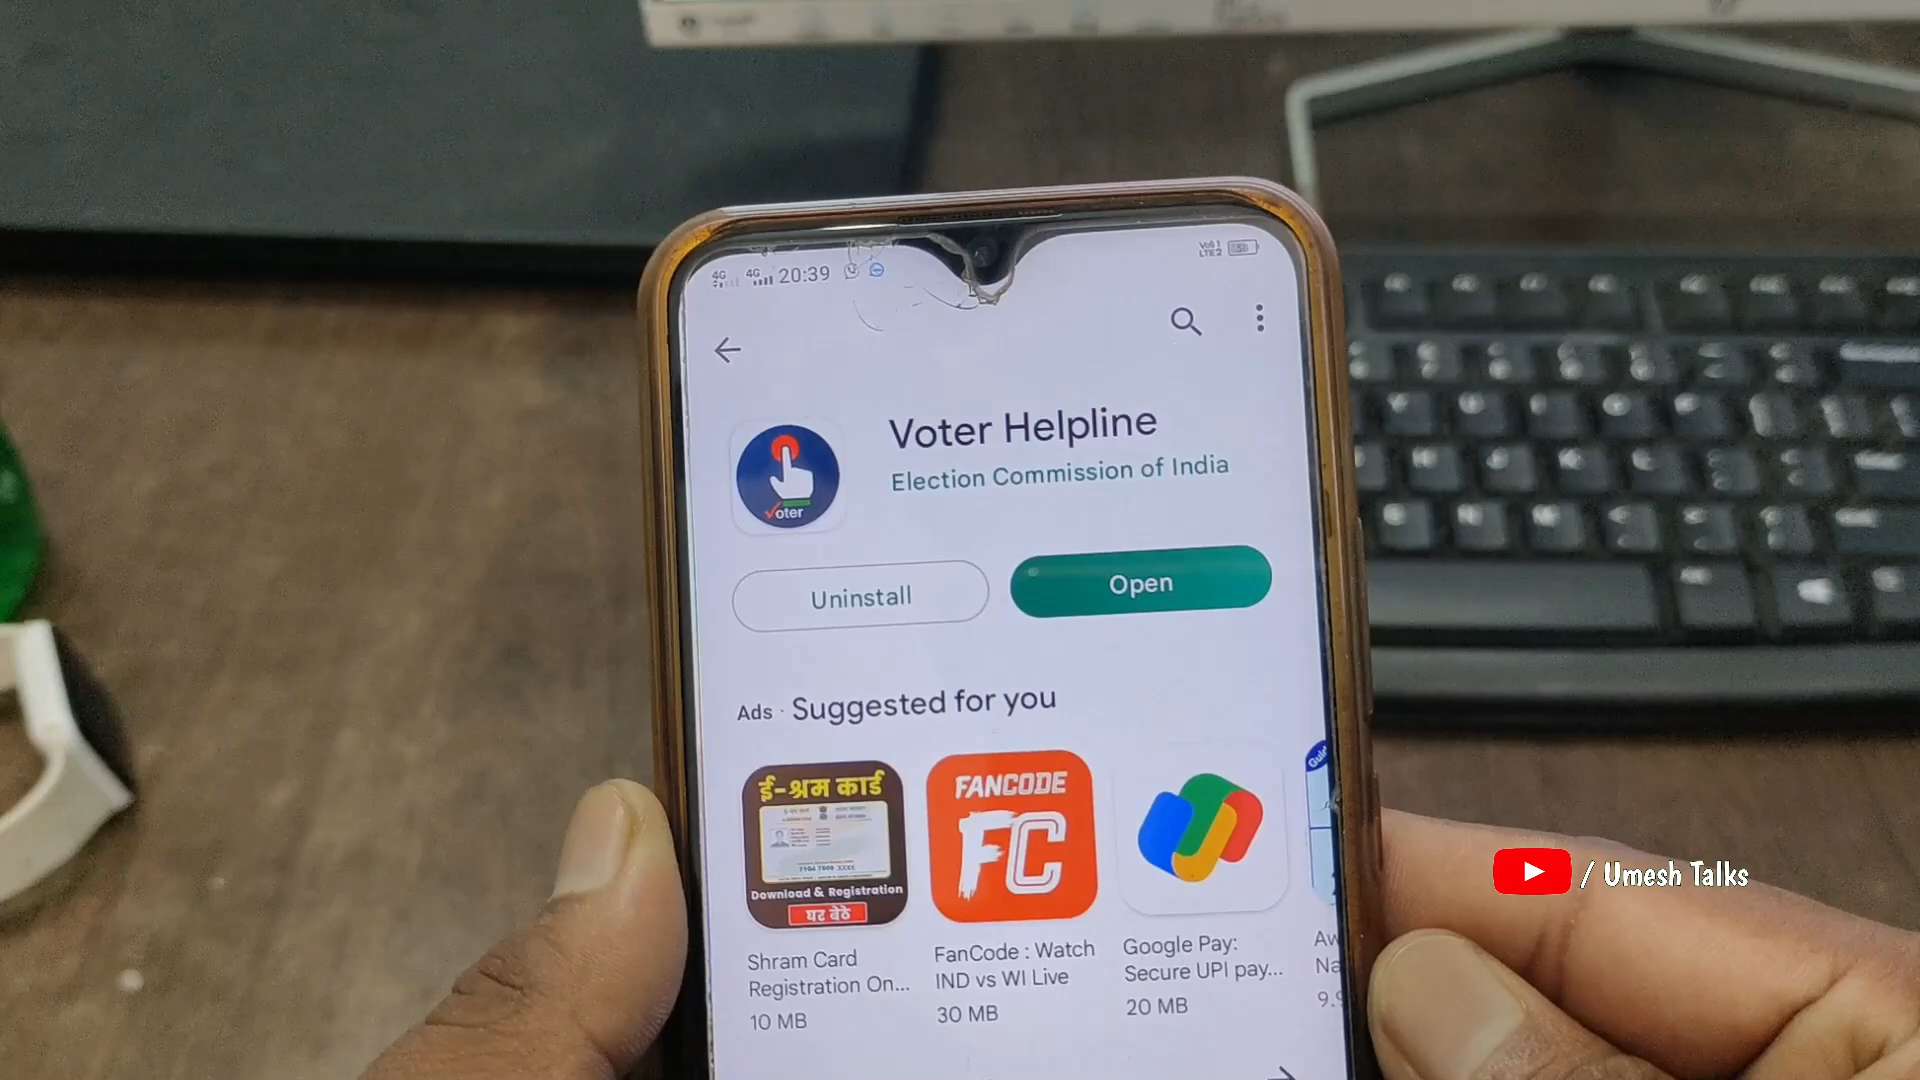 4G 4G 20:39
Voter Helpline
Election Commission of India
oter
Uninstall
Open
Ads · Suggested for you
ई-श्रम कार्ड
Download & Registration
घर बेठे
FANCODE
FC
Shram Card
Registration On...
10 MB
FanCode : Watch
IND vs WI Live
30 MB
Google Pay:
Secure UPI pay...
20 MB
/ Umesh Talks